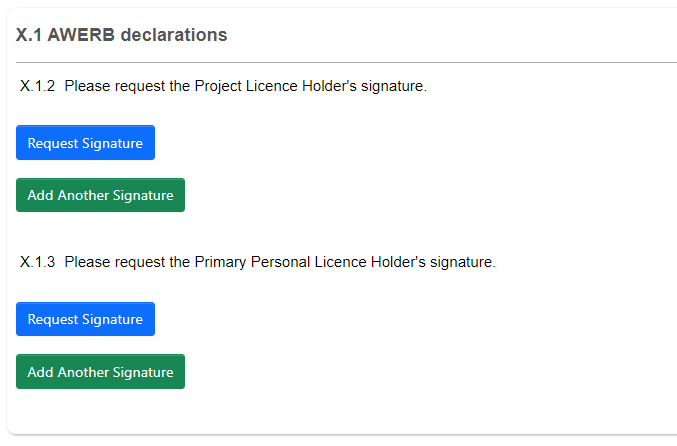 X.1 AWERB declarations
X.1.2 Please request the Project Licence Holder's signature.
Request Signature
Add Another Signature
X.1.3 Please request the Primary Personal Licence Holder's signature.
Request Signature
Add Another Signature